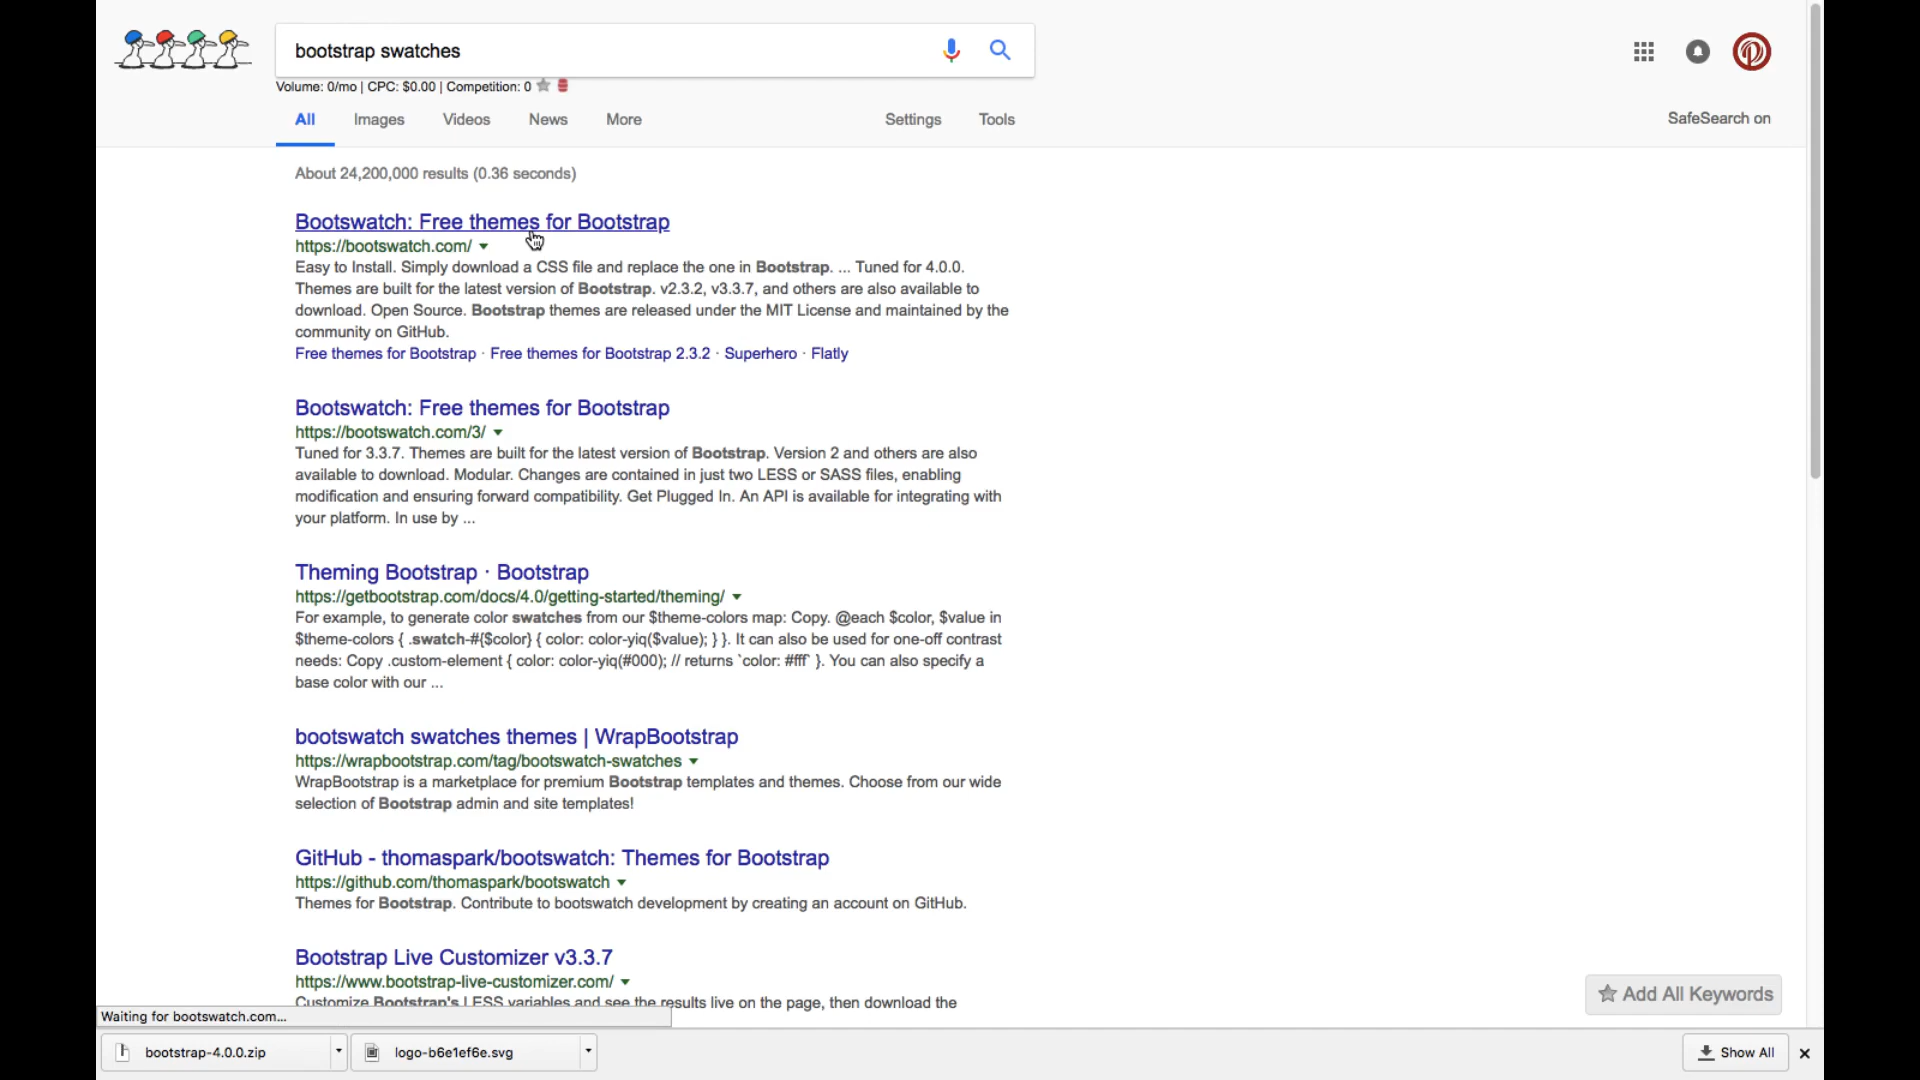 bootstrap swatches
Volume: 0/mo | CPC: $0.00 | Competition: 0
All Images Videos News More Settings Tools SafeSearch on
About 24,200,000 results (0.36 seconds)
Bootswatch: Free themes for Bootstrap
https://bootswatch.com/
Easy to Install. Simply download a CSS file and replace the one in Bootstrap. ... Tuned for 4.0.0.
Themes are built for the latest version of Bootstrap. v2.3.2, v3.3.7, and others are also available to
download. Open Source. Bootstrap themes are released under the MIT License and maintained by the
community on GitHub.
Free themes for Bootstrap · Free themes for Bootstrap 2.3.2 · Superhero · Flatly
Bootswatch: Free themes for Bootstrap
https://bootswatch.com/3/
Tuned for 3.3.7. Themes are built for the latest version of Bootstrap. Version 2 and others are also
available to download. Modular. Changes are contained in just two LESS or SASS files, enabling
modification and ensuring forward compatibility. Get Plugged In. An API is available for integrating with
your platform. In use by ...
Theming Bootstrap · Bootstrap
https://getbootstrap.com/docs/4.0/getting-started/theming/
For example, to generate color swatches from our $theme-colors map: Copy. @each $color, $value in
$theme-colors { .swatch-#{$color} { color: color-yiq($value); } }. It can also be used for one-off contrast
needs: Copy .custom-element { color: color-yiq(#000); // returns `color: #fff` }. You can also specify a
base color with our ...
bootswatch swatches themes | WrapBootstrap
https://wrapbootstrap.com/tag/bootswatch-swatches
WrapBootstrap is a marketplace for premium Bootstrap templates and themes. Choose from our wide
selection of Bootstrap admin and site templates!
GitHub - thomaspark/bootswatch: Themes for Bootstrap
https://github.com/thomaspark/bootswatch
Themes for Bootstrap. Contribute to bootswatch development by creating an account on GitHub.
Bootstrap Live Customizer v3.3.7
https://www.bootstrap-live-customizer.com/
Customize Bootstrap's LESS variables and see the results live on the page, then download the
Add All Keywords
Waiting for bootswatch.com...
bootstrap-4.0.0.zip logo-b6e1ef6e.svg Show All